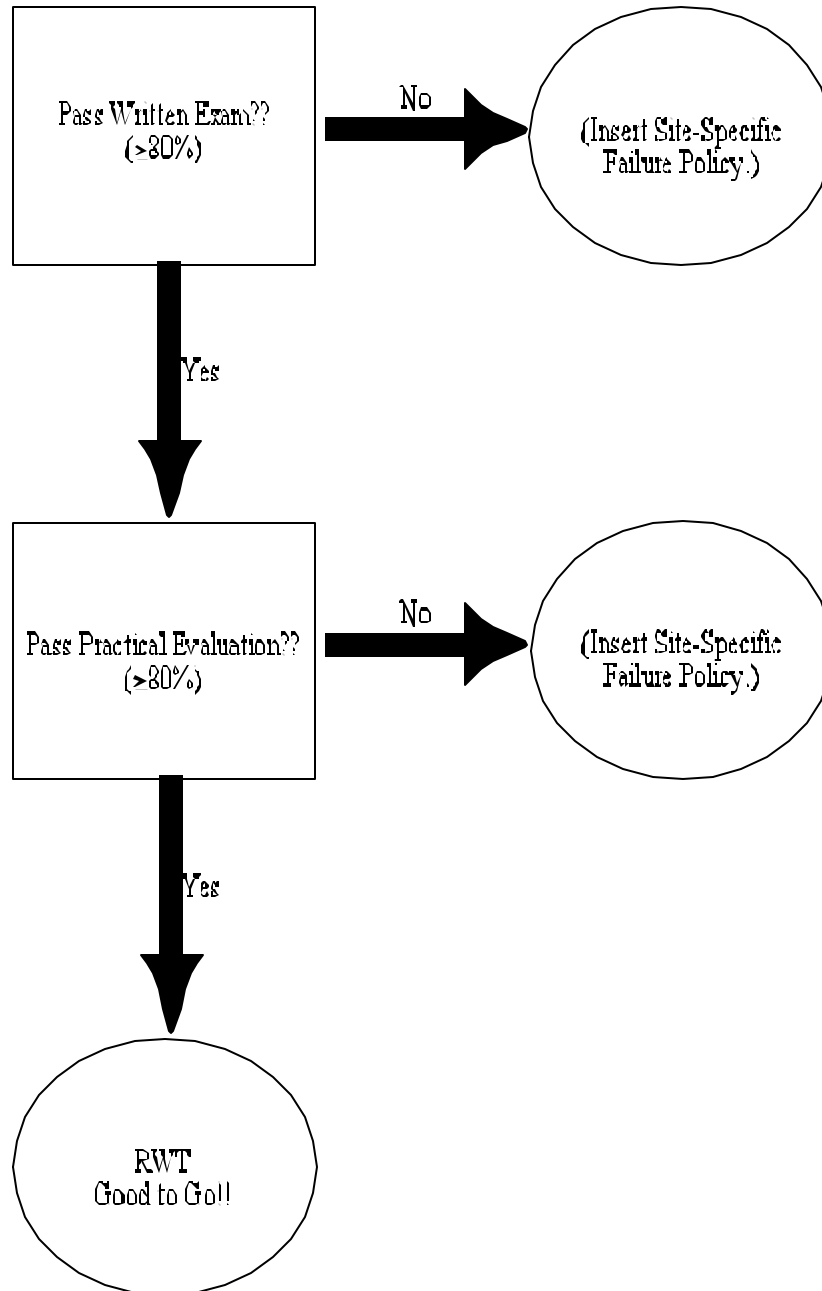 Pass Written Exam??
(≥80%)
No
(Insert Site-Specific
Failure Policy.)
Yes
Pass Practical Evaluation??
(≥80%)
No
(Insert Site-Specific
Failure Policy.)
Yes
RWT
Good to Go!!